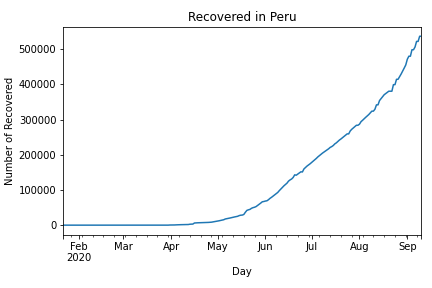 Recovered in Peru
Number of Recovered
500000
400000
300000
200000
100000
0
Feb Mar Apr May Jun Jul Aug Sep
2020
Day